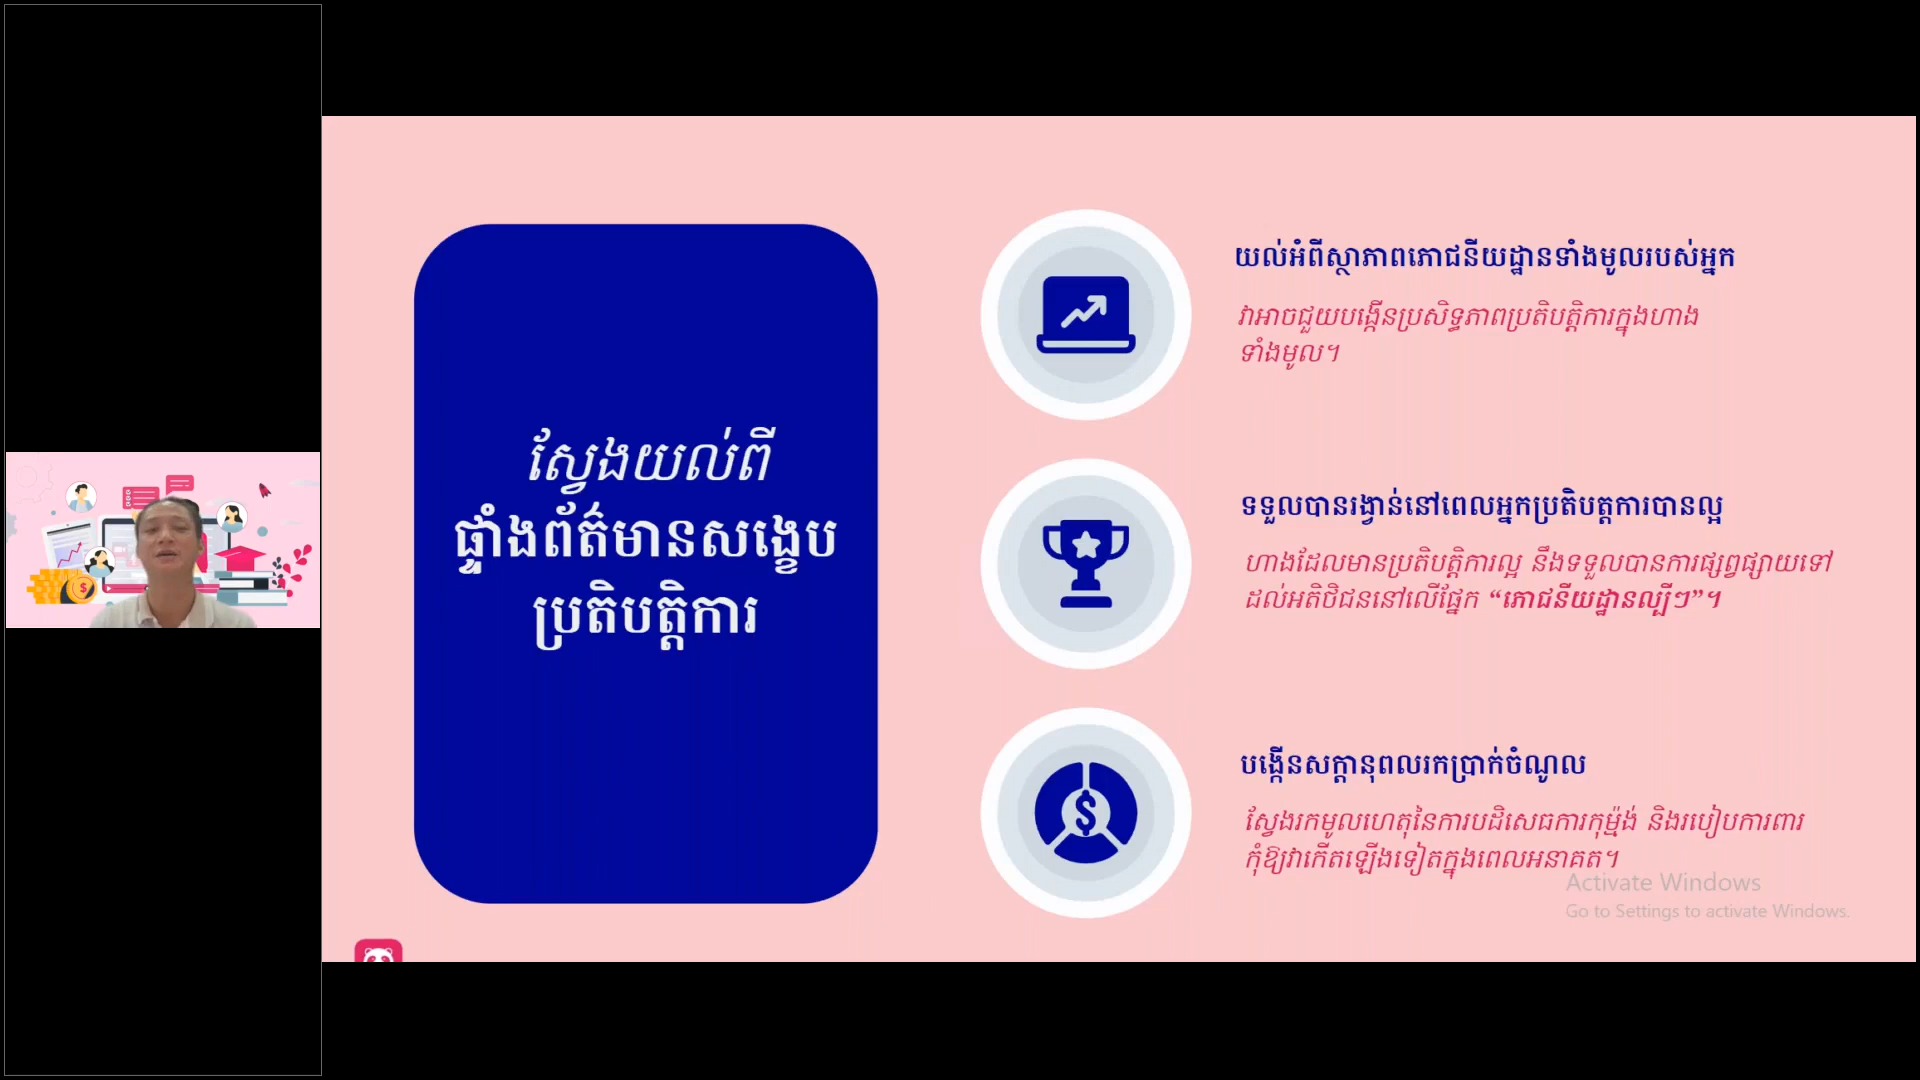 ស្វែងយល់ពី
ផ្ទាំងព័ត៌មានសង្ខេប
ប្រតិបត្តិការ
យល់អំពីស្ថាភាពភោជនីយដ្ឋានទាំងមូលរបស់អ្នក
វាអាចជួយបង្កើនប្រសិទ្ធភាពប្រតិបត្តិការក្នុងហាង
ទាំងមូល។
ទទួលបានរង្វាន់នៅពេលអ្នកប្រតិបត្តការបានល្អ
ហាងដែលមានប្រតិបត្តិការល្អ នឹងទទួលបានការផ្សព្វផ្សាយទៅ
ដល់អតិថិជននៅលើផ្នែក “ភោជនីយដ្ឋានល្បីៗ”។
បង្កើនសក្តានុពលរកប្រាក់ចំណូល
ស្វែងរកមូលហេតុនៃការបដិសេធការកុម្ម៉ង់ និងរបៀបការពារ
កុំឱ្យវាកើតឡើងទៀតក្នុងពេលអនាគត។
Activate Windows
Go to Settings to activate Windows.